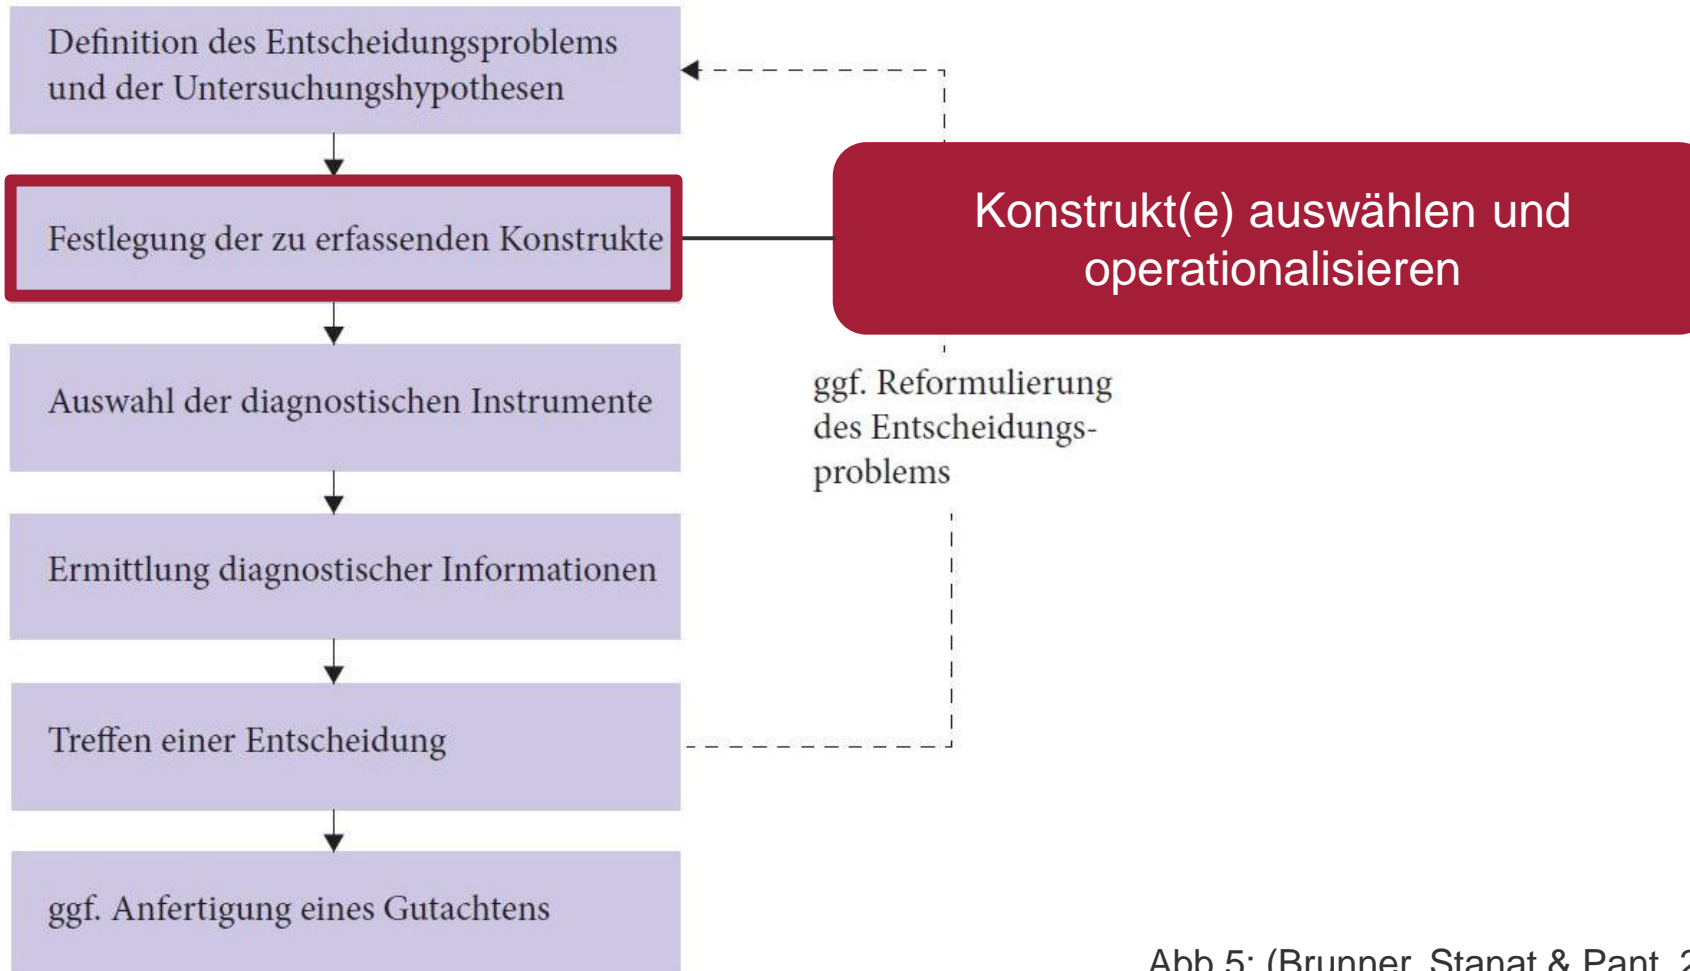 Definition des Entscheidungsproblems
und der Untersuchungshypothesen
Festlegung der zu erfassenden Konstrukte
Konstrukt(e) auswählen und
operationalisieren
Auswahl der diagnostischen Instrumente
ggf. Reformulierung
des Entscheidungs-
problems
Ermittlung diagnostischer Informationen
Treffen einer Entscheidung
ggf. Anfertigung eines Gutachtens
Abb 5: (Brunner, Stanat & Pant, 2